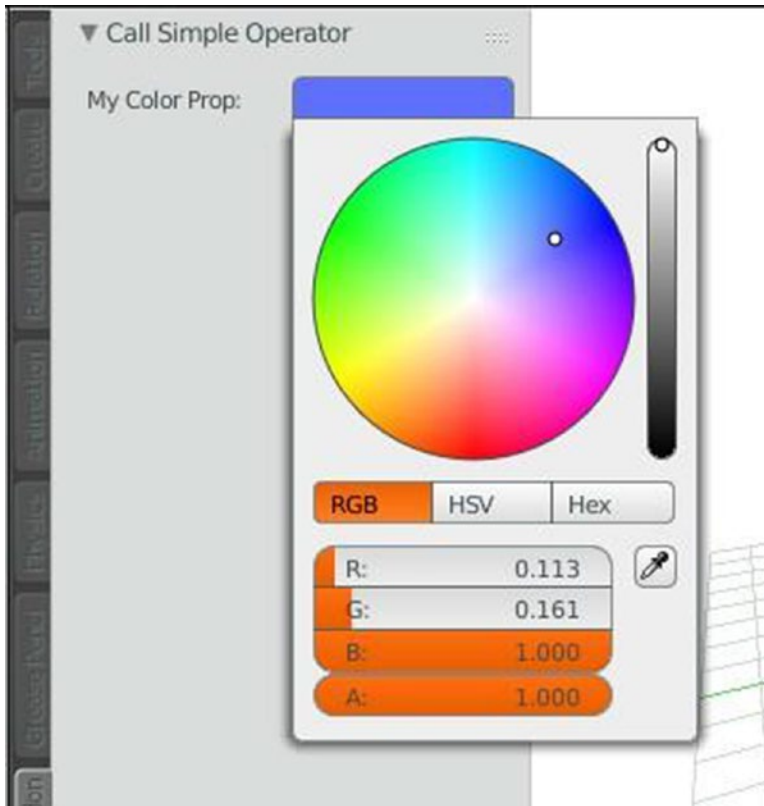 Call Simple Operator
My Color Prop:
RGB HSV Hex
R: 0.113
G: 0.161
B: 1.000
A: 1.000
Tools
Create
Relation
Animation
Physics
Grease Pencil